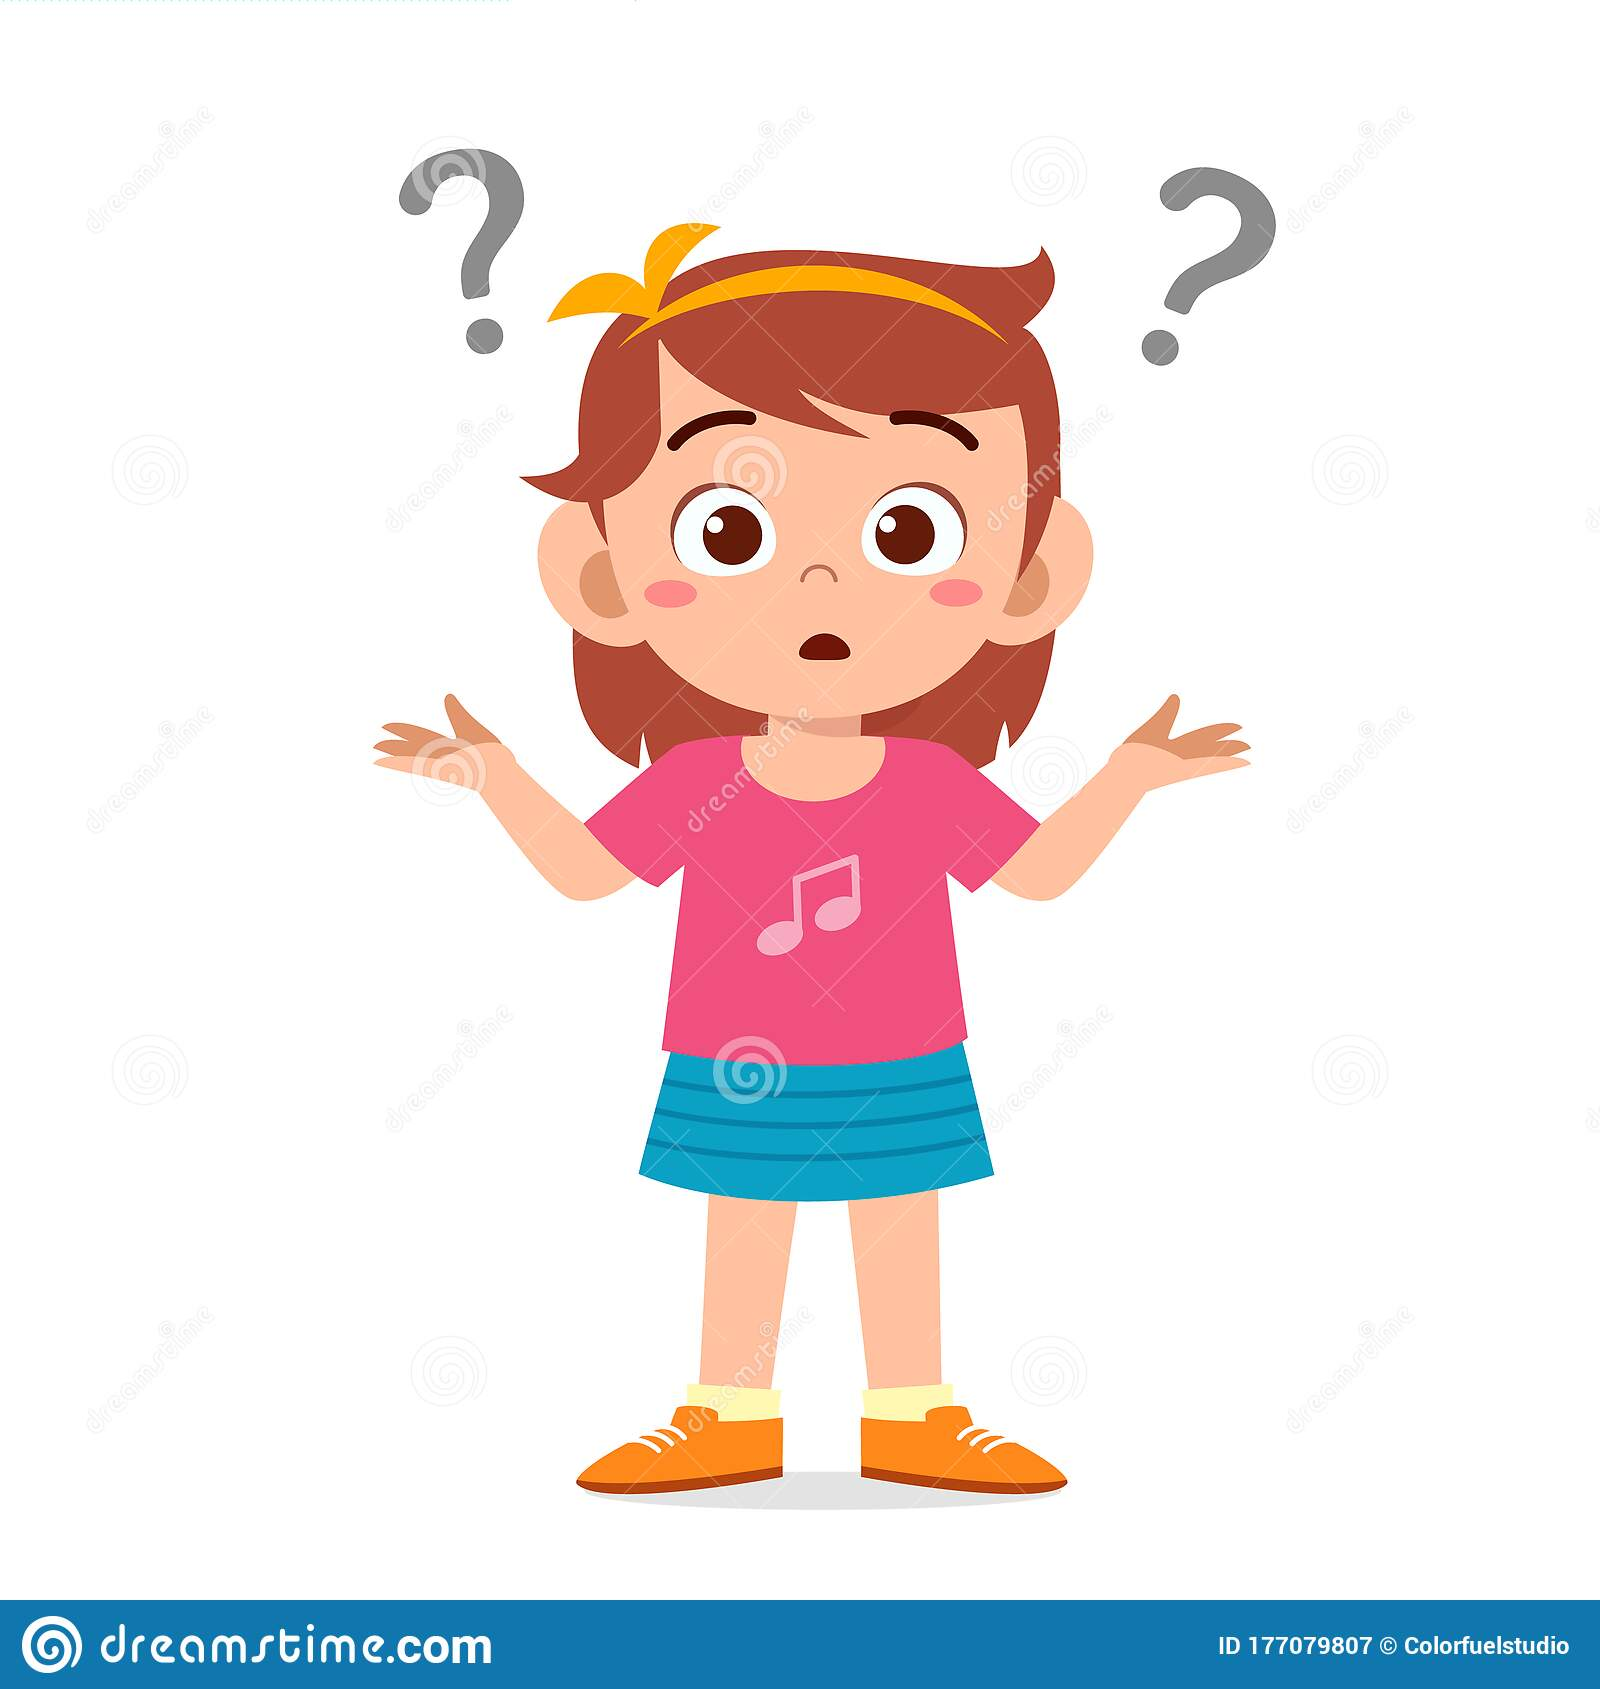 ? ?
dreamstime.com
ID 177079807 © Colorfuelstudio